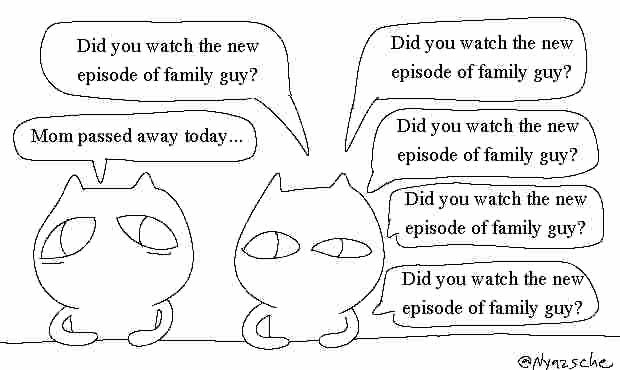 Did you watch the new
episode of family guy?
Mom passed away today...
Did you watch the new
episode of family guy?
Did you watch the new
episode of family guy?
Did you watch the new
episode of family guy?
Did you watch the new
episode of family guy?
@Nyazsche